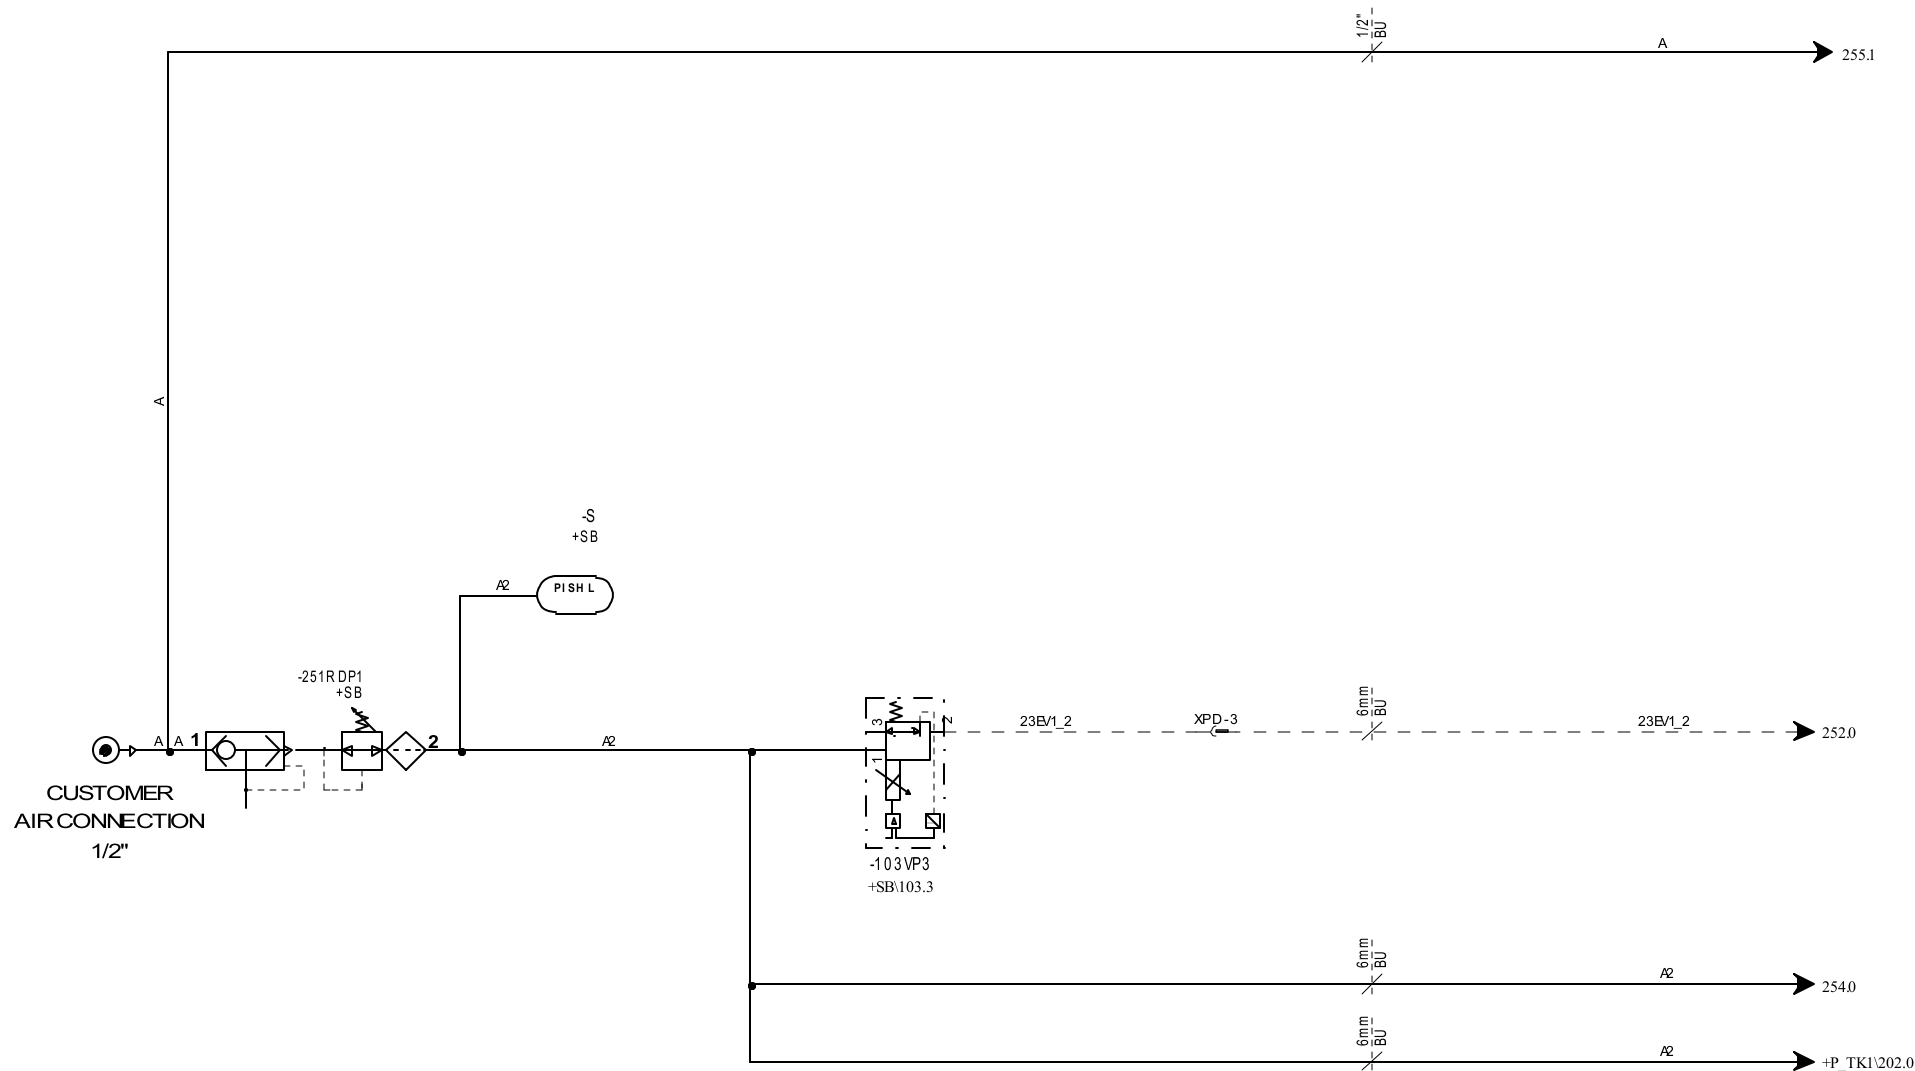 1/2"
BU
A
255.1
A
-S
+SB
A2
PISHL
-251RDP1
+SB
6mm
BU
3
2
23EV1_2
XPD-3
23EV1_2
252.0
A
A
1
2
A2
1
CUSTOMER
AIR CONNECTION
1/2"
-103VP3
+SB\103.3
6mm
BU
A2
254.0
6mm
BU
A2
+P_TK1\202.0